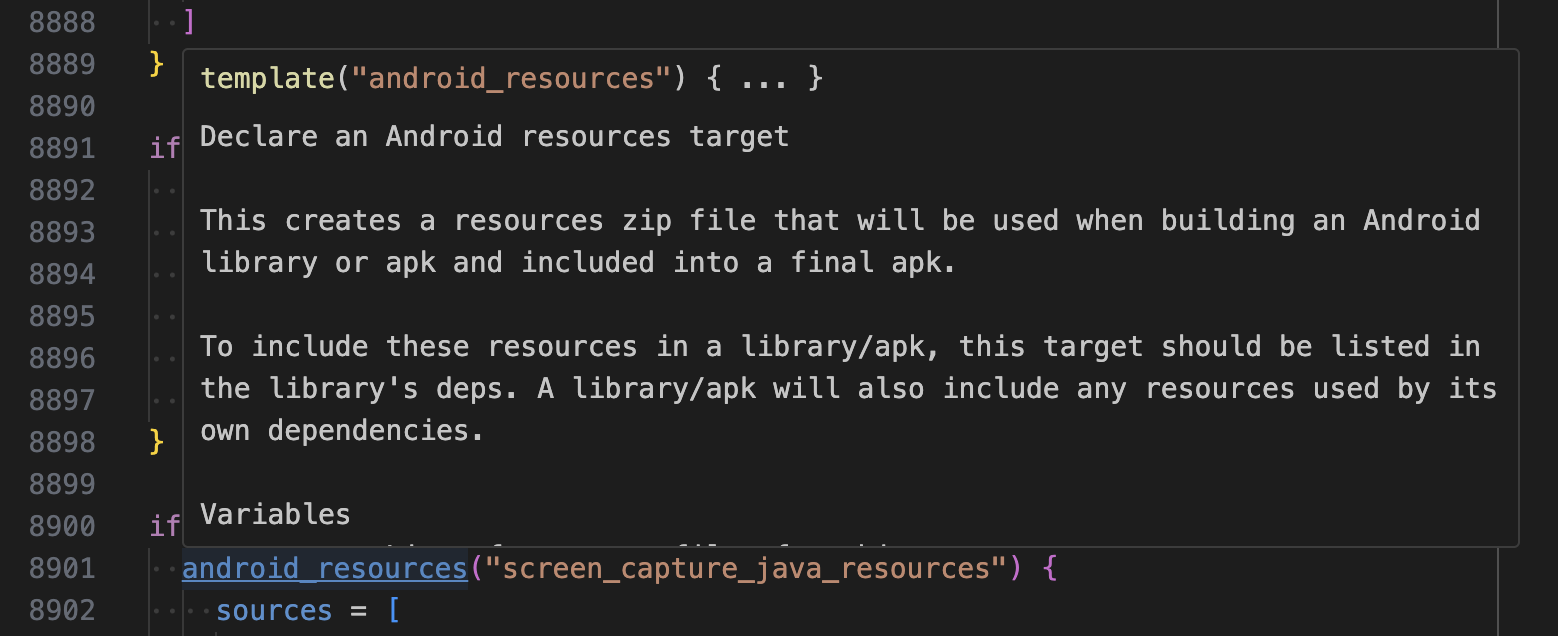 8888 ]
8889 }
template("android_resources") { ... }
8890
Declare an Android resources target
8891 if
8892
This creates a resources zip file that will be used when building an Android
8893
library or apk and included into a final apk.
8894
8895
To include these resources in a library/apk, this target should be listed in
8896
the library's deps. A library/apk will also include any resources used by its
8897
own dependencies.
8898 }
8899
Variables
8900 if
8901 android_resources("screen_capture_java_resources") {
8902 sources = [